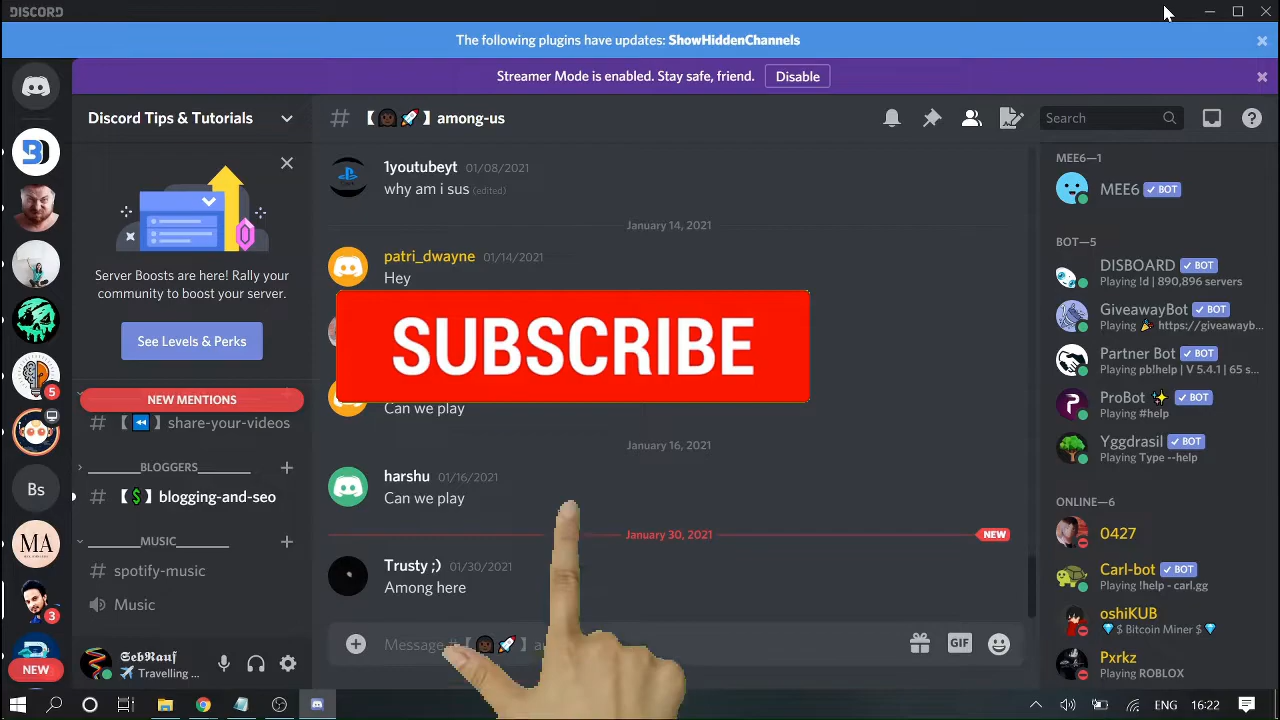 DISCORD
The following plugins have updates: ShowHiddenChannels
Streamer Mode is enabled. Stay safe, friend. Disable
Discord Tips & Tutorials
Server Boosts are here! Rally your
community to boost your server.
See Levels & Perks
NEW MENTIONS
share-your-videos
BLOGGERS
blogging-and-seo
MUSIC
spotify-music
Music
5
Bs
MA
3
NEW
𝕾𝖊𝖇𝕽𝖆𝖚𝖋
Travelling ...
among-us
Search
1youtubeyt 01/08/2021
why am i sus (edited)
January 14, 2021
patri_dwayne 01/14/2021
Hey
SUBSCRIBE
Can we play
January 16, 2021
harshu 01/16/2021
Can we play
January 30, 2021 NEW
Trusty ;) 01/30/2021
Among here
Message #
GIF
MEE6—1
MEE6 ✓ BOT
BOT—5
DISBOARD ✓ BOT
Playing !d | 890,896 servers
GiveawayBot ✓ BOT
Playing 🎉 https://giveawayb...
Partner Bot ✓ BOT
Playing pb!help | V 5.4.1 | 65 s...
ProBot ✨ ✓ BOT
Playing #help
Yggdrasil ✓ BOT
Playing Type --help
ONLINE—6
0427
Carl-bot ✓ BOT
Playing !help - carl.gg
oshiKUB
💎 $ Bitcoin Miner $ 💎
Pxrkz
Playing ROBLOX
ENG 16:22